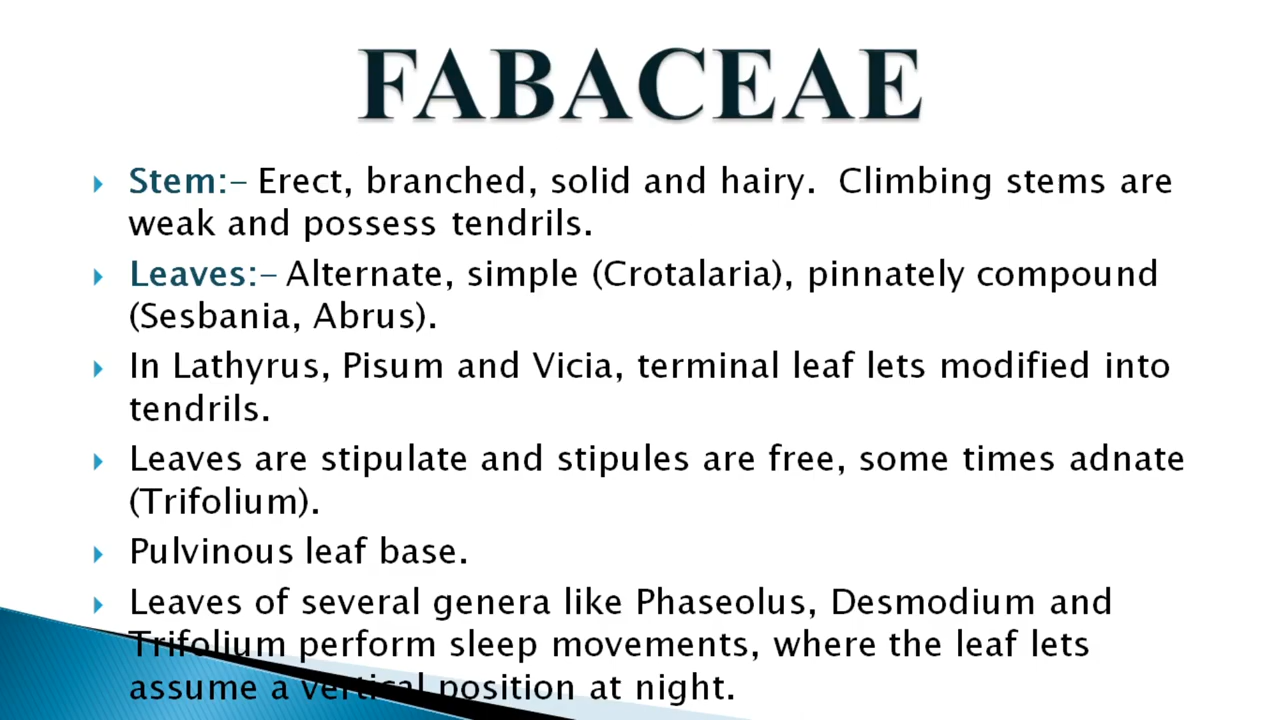 FABACEAE
Stem:- Erect, branched, solid and hairy. Climbing stems are
weak and possess tendrils.
Leaves:- Alternate, simple (Crotalaria), pinnately compound
(Sesbania, Abrus).
In Lathyrus, Pisum and Vicia, terminal leaf lets modified into
tendrils.
Leaves are stipulate and stipules are free, some times adnate
(Trifolium).
Pulvinous leaf base.
Leaves of several genera like Phaseolus, Desmodium and
Trifolium perform sleep movements, where the leaf lets
assume a vertical position at night.